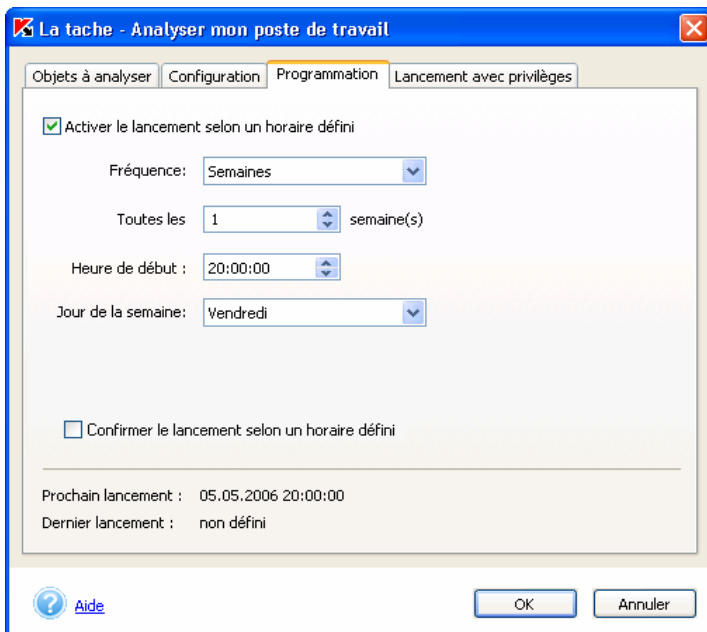 La tache - Analyser mon poste de travail
Objets à analyser Configuration Programmation Lancement avec privilèges
Activer le lancement selon un horaire défini
Fréquence: Semaines
Toutes les 1 semaine(s)
Heure de début : 20:00:00
Jour de la semaine: Vendredi
Confirmer le lancement selon un horaire défini
Prochain lancement : 05.05.2006 20:00:00
Dernier lancement : non défini
Aide OK Annuler